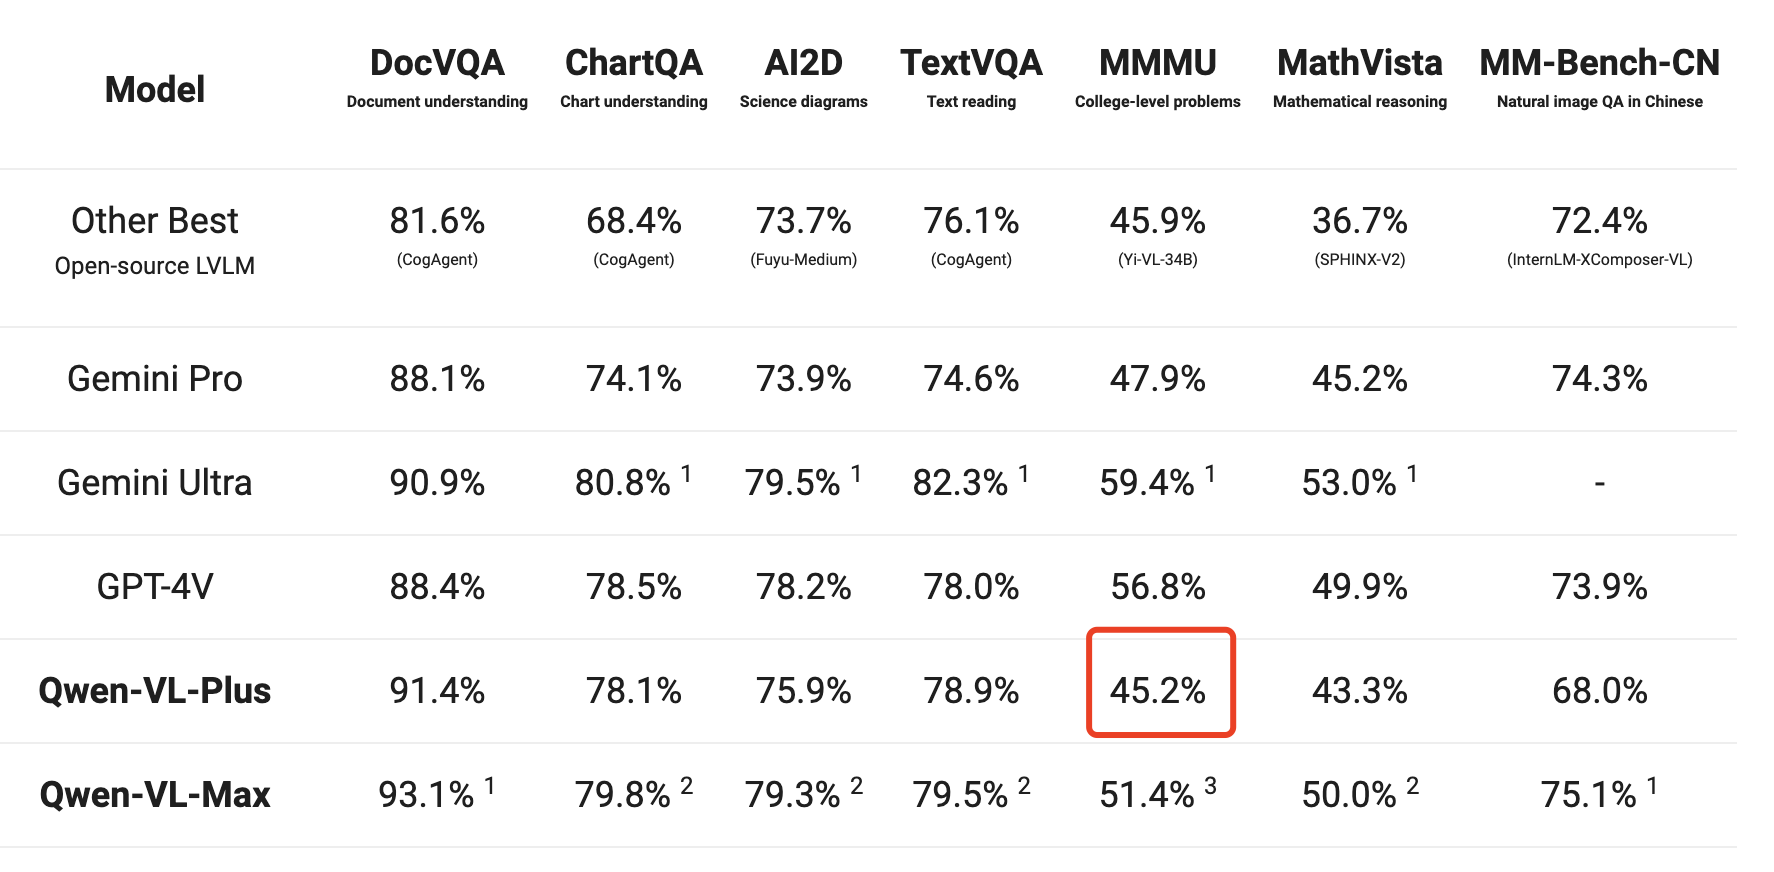 Model DocVQA ChartQA AI2D TextVQA MMMU MathVista MM-Bench-CN
Document understanding Chart understanding Science diagrams Text reading College-level problems Mathematical reasoning Natural image QA in Chinese
Other Best 81.6% 68.4% 73.7% 76.1% 45.9% 36.7% 72.4%
Open-source LVLM (CogAgent) (CogAgent) (Fuyu-Medium) (CogAgent) (Yi-VL-34B) (SPHINX-V2) (InternLM-XComposer-VL)
Gemini Pro 88.1% 74.1% 73.9% 74.6% 47.9% 45.2% 74.3%
Gemini Ultra 90.9% 80.8% 1 79.5% 1 82.3% 1 59.4% 1 53.0% 1 -
GPT-4V 88.4% 78.5% 78.2% 78.0% 56.8% 49.9% 73.9%
Qwen-VL-Plus 91.4% 78.1% 75.9% 78.9% 45.2% 43.3% 68.0%
Qwen-VL-Max 93.1% 1 79.8% 2 79.3% 2 79.5% 2 51.4% 3 50.0% 2 75.1% 1